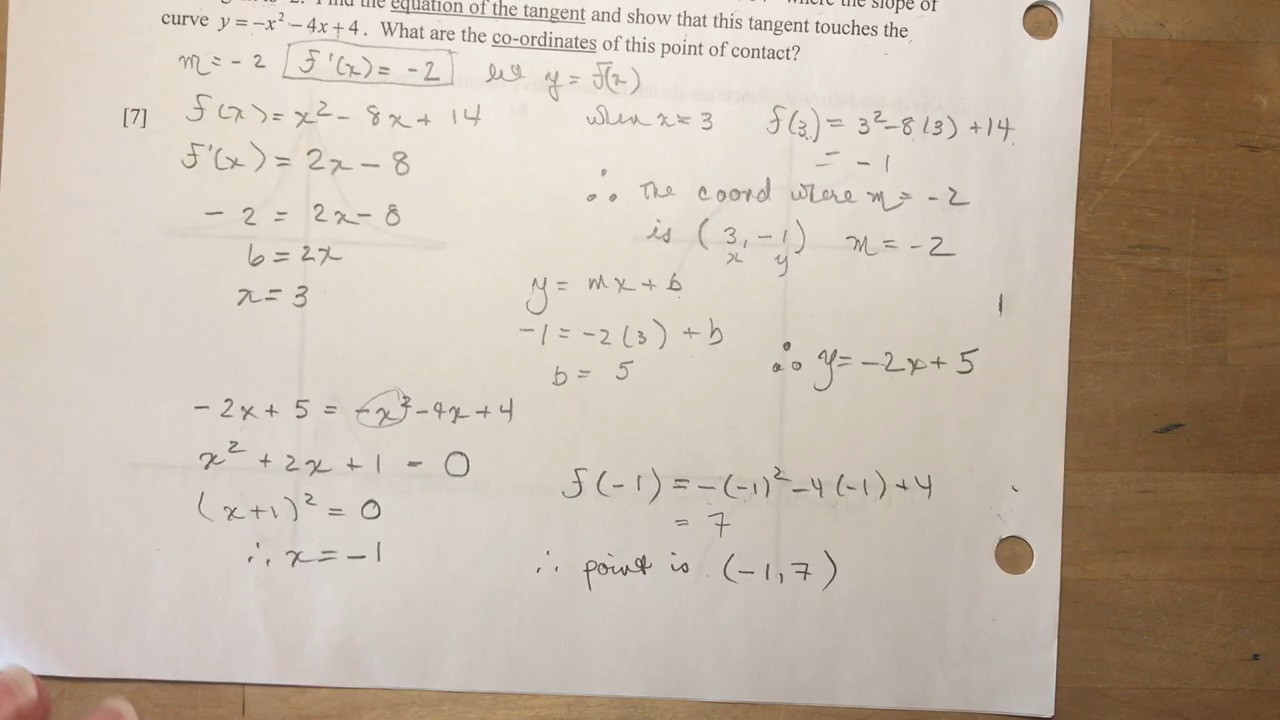 the equation of the tangent and show that this tangent touches the
curve y = −x² − 4x + 4. What are the co-ordinates of this point of contact?
m = -2 f'(x) = -2 let y = f(x)
[7] f(x) = x² - 8x + 14
f'(x) = 2x - 8
-2 = 2x - 8
6 = 2x
x = 3
when x = 3 f(3) = 3² - 8(3) + 14
= -1
∴ the coord where m = -2
is (3, -1) m = -2
x y
y = mx + b
-1 = -2(3) + b
b = 5
∴ y = -2x + 5
-2x + 5 = -x² - 4x + 4
x² + 2x + 1 = 0
(x+1)² = 0
∴ x = -1
f(-1) = -(-1)² - 4(-1) + 4
= 7
∴ point is (-1, 7)